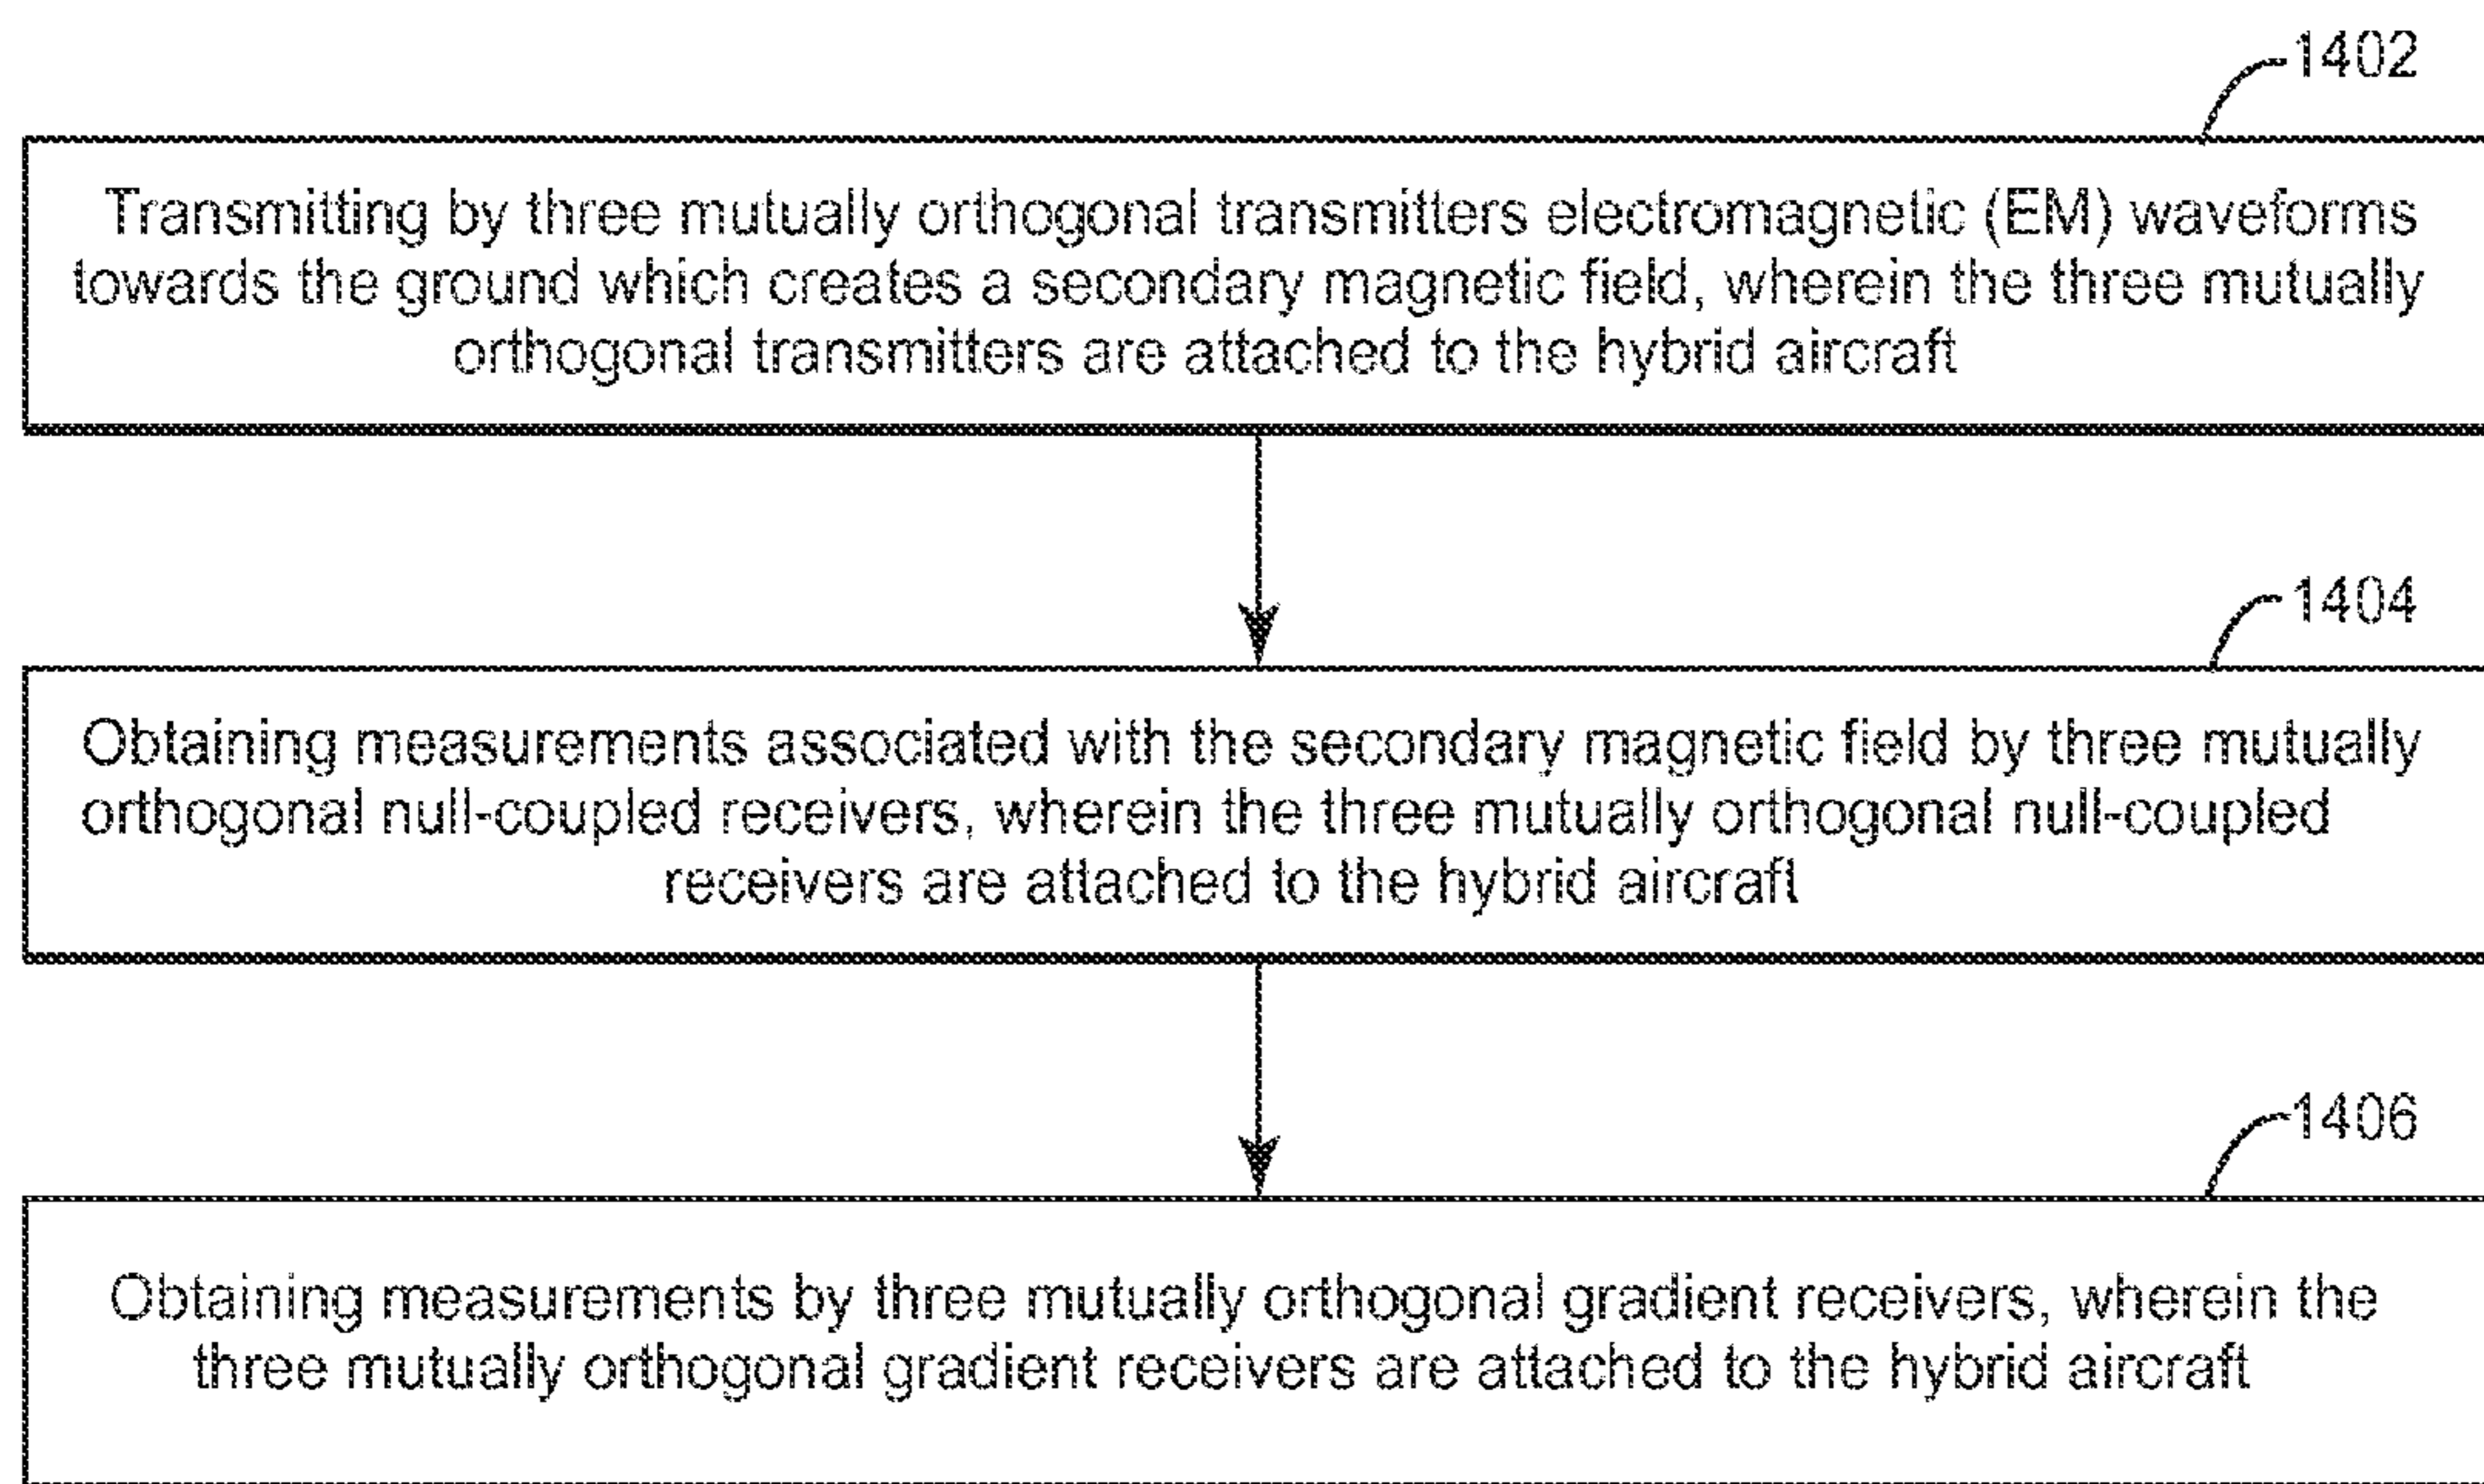 1402
Transmitting by three mutually orthogonal transmitters electromagnetic (EM) waveforms
towards the ground which creates a secondary magnetic field, wherein the three mutually
orthogonal transmitters are attached to the hybrid aircraft
1404
Obtaining measurements associated with the secondary magnetic field by three mutually
orthogonal null-coupled receivers, wherein the three mutually orthogonal null-coupled
receivers are attached to the hybrid aircraft
1406
Obtaining measurements by three mutually orthogonal gradient receivers, wherein the
three mutually orthogonal gradient receivers are attached to the hybrid aircraft